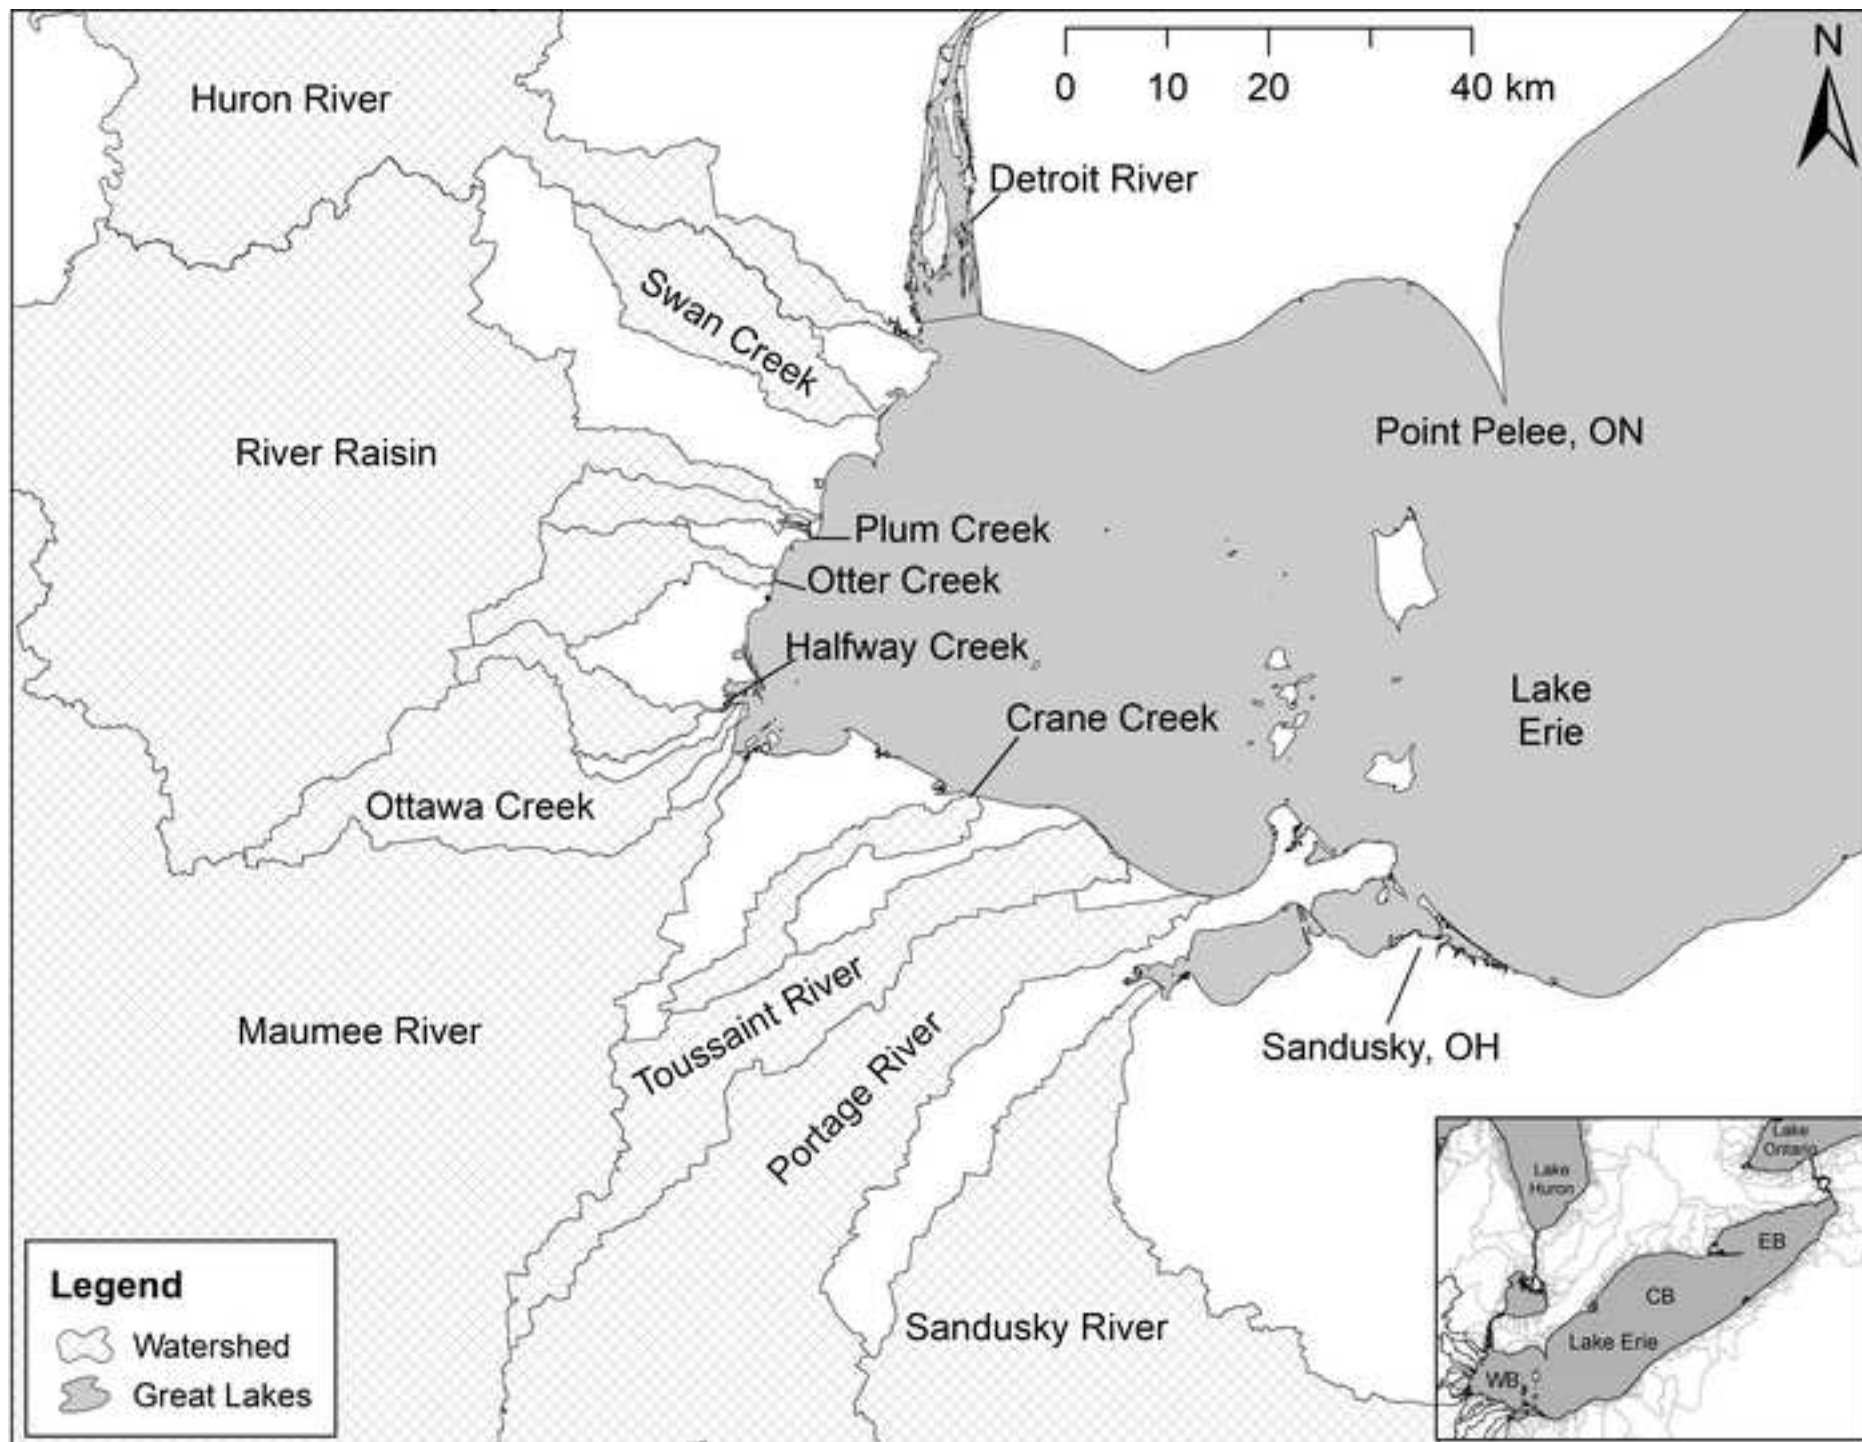 N
0 10 20 40 km
Huron River
Detroit River
Swan Creek
Point Pelee, ON
River Raisin
Plum Creek
Otter Creek
Halfway Creek
Lake
Erie
Crane Creek
Ottawa Creek
Maumee River
Toussaint River
Portage River
Sandusky, OH
Sandusky River
Legend
Watershed
Great Lakes
Lake
Ontario
Lake
Huron
EB
CB
Lake Erie
WB